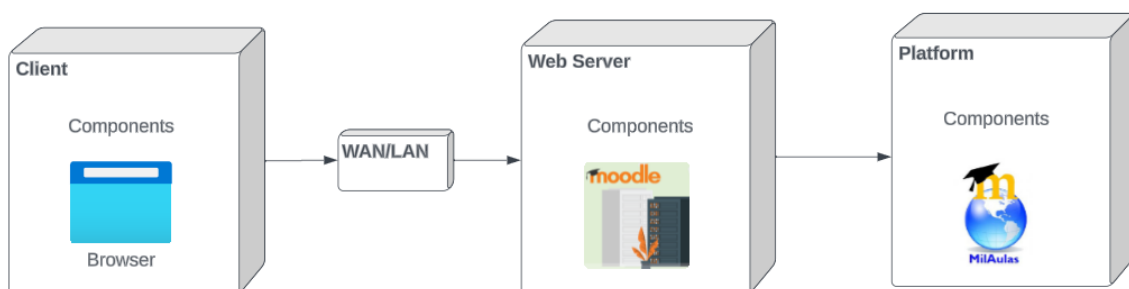 Client
Components
Browser
WAN/LAN
Web Server
Components
moodle
Platform
Components
m
MilAulas